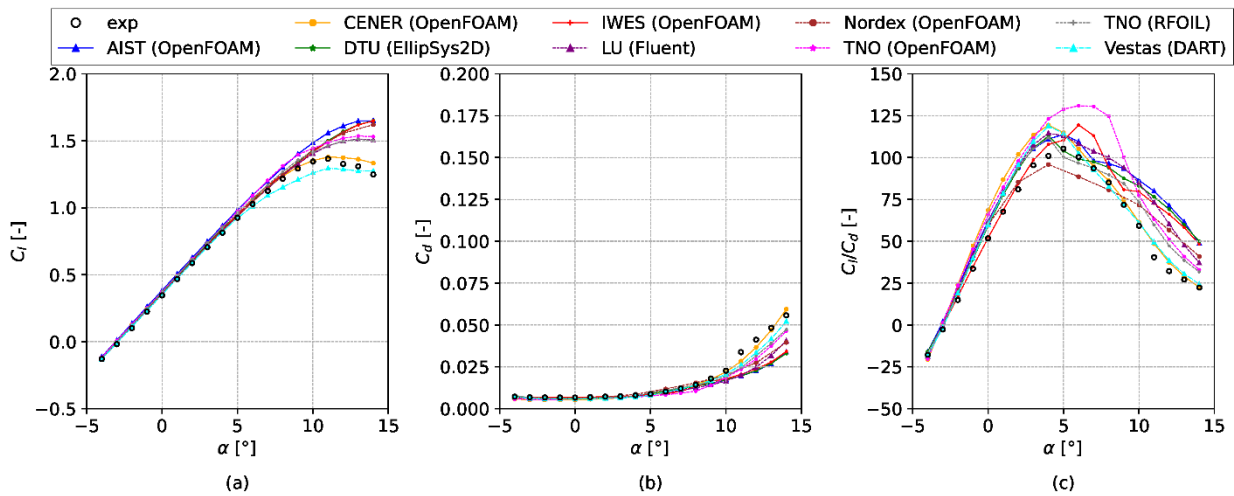 exp CENER (OpenFOAM) IWES (OpenFOAM) Nordex (OpenFOAM) TNO (RFOIL)
AIST (OpenFOAM) DTU (EllipSys2D) LU (Fluent) TNO (OpenFOAM) Vestas (DART)
2.0 0.200 150
0.175 125
1.5 0.150 100
1.0 0.125 75
0.100 50
0.5 0.075 25
0.0 0.050 0
0.025 −25
−0.5 0.000 −50
C_l [-] C_d [-] C_l/C_d [-]
−5 0 5 10 15 −5 0 5 10 15 −5 0 5 10 15
α [°] α [°] α [°]
(a) (b) (c)